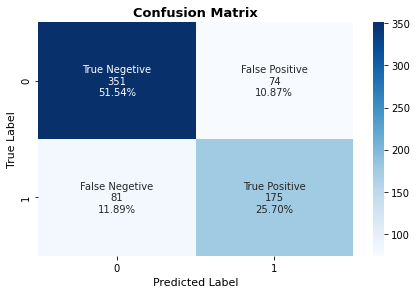 Confusion Matrix
True Negetive
351
51.54%
False Positive
74
10.87%
False Negetive
81
11.89%
True Positive
175
25.70%
0
1
True Label
0
1
Predicted Label
350
300
250
200
150
100